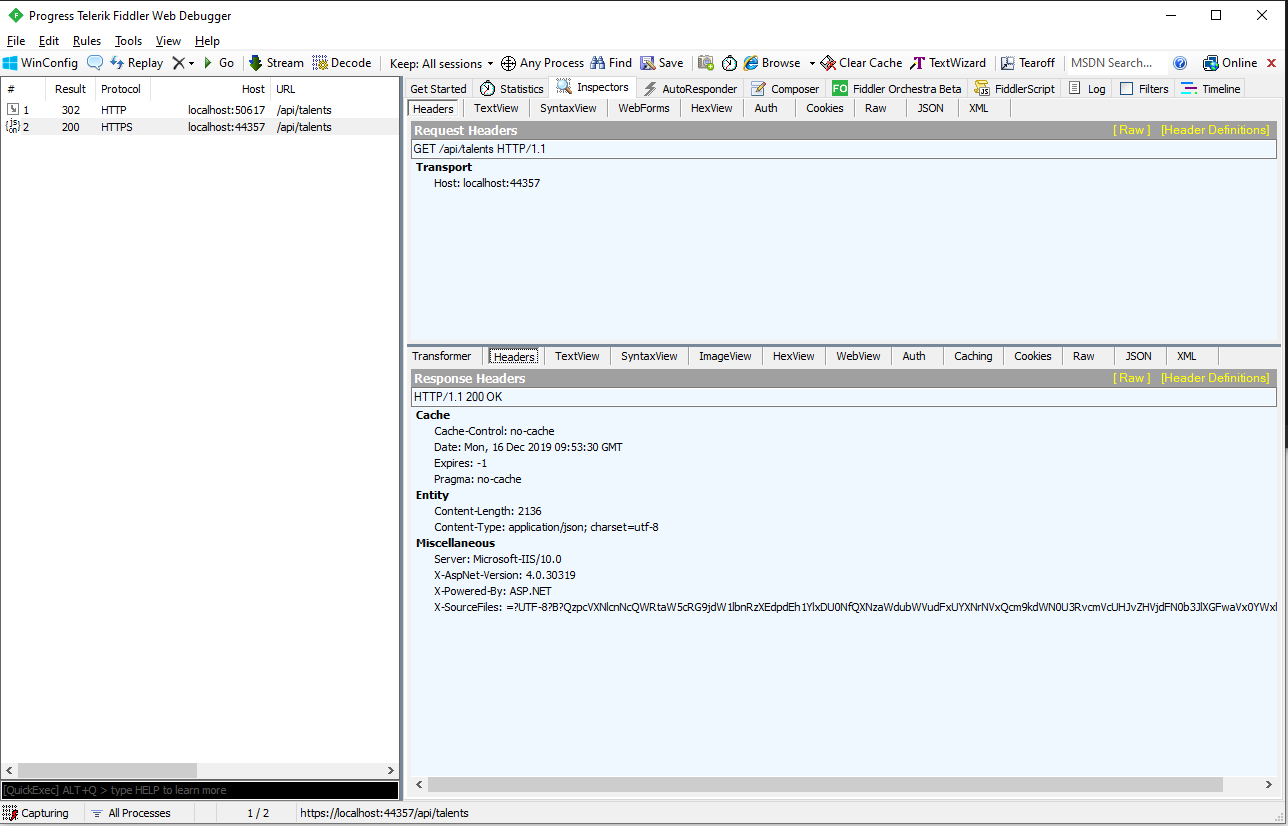 Progress Telerik Fiddler Web Debugger
File Edit Rules Tools View Help
WinConfig Replay Go Stream Decode Keep: All sessions Any Process Find Save Browse Clear Cache TextWizard Tearoff MSDN Search... Online
# Result Protocol Host URL
1 302 HTTP localhost:50617 /api/talents
2 200 HTTPS localhost:44357 /api/talents
Get Started Statistics Inspectors AutoResponder Composer FO Fiddler Orchestra Beta FiddlerScript Log Filters Timeline
Headers TextView SyntaxView WebForms HexView Auth Cookies Raw JSON XML
Request Headers [ Raw ] [Header Definitions]
GET /api/talents HTTP/1.1
Transport
Host: localhost:44357
Transformer Headers TextView SyntaxView ImageView HexView WebView Auth Caching Cookies Raw JSON XML
Response Headers [ Raw ] [Header Definitions]
HTTP/1.1 200 OK
Cache
Cache-Control: no-cache
Date: Mon, 16 Dec 2019 09:53:30 GMT
Expires: -1
Pragma: no-cache
Entity
Content-Length: 2136
Content-Type: application/json; charset=utf-8
Miscellaneous
Server: Microsoft-IIS/10.0
X-AspNet-Version: 4.0.30319
X-Powered-By: ASP.NET
X-SourceFiles:
[QuickExec] ALT+Q > type HELP to learn more
Capturing All Processes 1 / 2 https://localhost:44357/api/talents